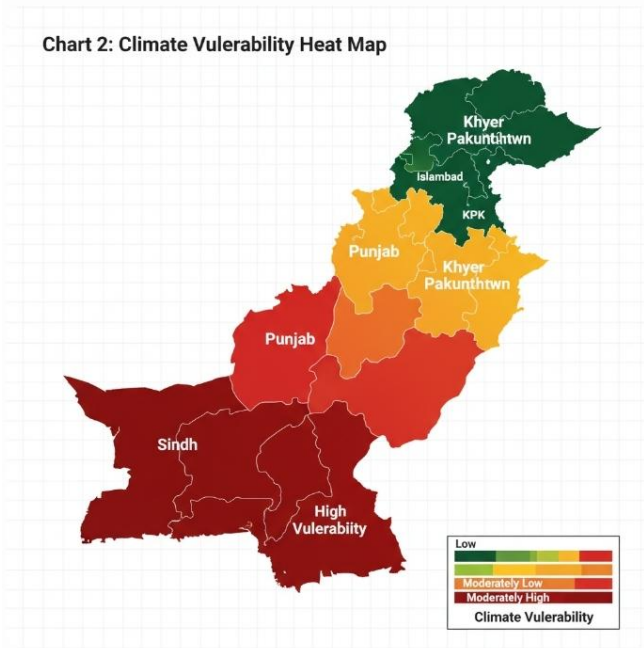 Chart 2: Climate Vulerability Heat Map
Khyer
Pakunthtwn
Islambad
KPK
Punjab
Khyer
Pakunthtwn
Punjab
Sindh
High
Vulerabiity
Low
Moderately Low
Moderately High
Climate Vulerability